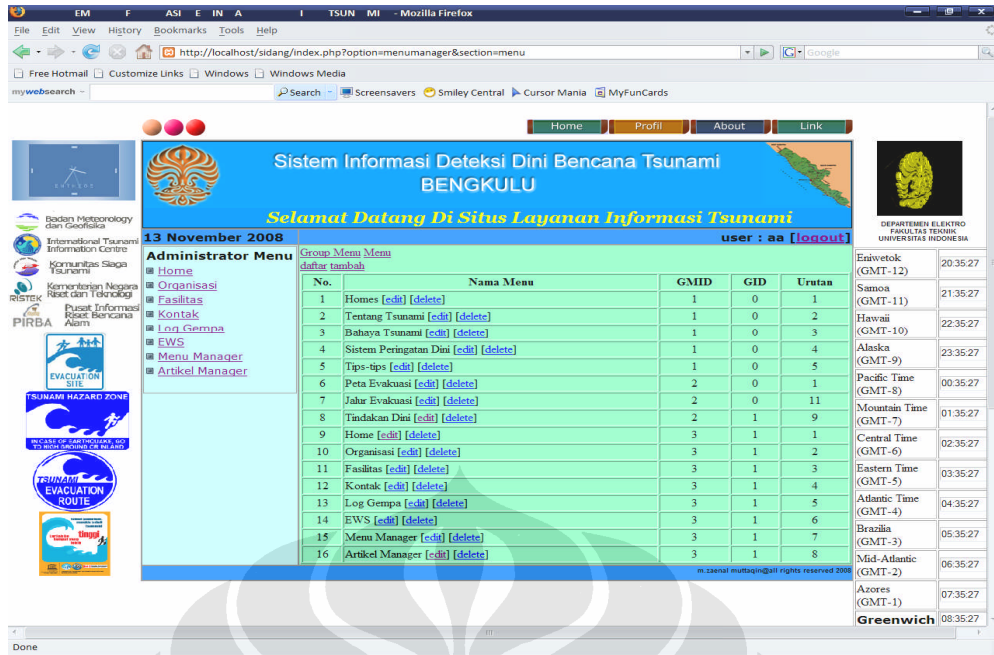 - Mozilla Firefox
File Edit View History Bookmarks Tools Help
http://localhost/sidang/index.php?option=menumanager&section=menu
Google
Free Hotmail Customize Links Windows Windows Media
mywebsearch Search Screensavers Smiley Central Cursor Mania MyFunCards
Home Profil About Link
Sistem Informasi Deteksi Dini Bencana Tsunami
BENGKULU
Selamat Datang Di Situs Layanan Informasi Tsunami
13 November 2008 user : aa [logout]
Badan Meteorology
dan Geofisika
International Tsunami
Information Centre
Komunitas Siaga
Tsunami
RISTEK Kementerian Negara
Riset dan Teknologi
PIRBA Pusat Informasi
Riset Bencana
Alam
EVACUATION
SITE
TSUNAMI HAZARD ZONE
IN CASE OF EARTHQUAKE, GO
TO HIGH GROUND OR INLAND
TSUNAMI
EVACUATION
ROUTE
tinggi
Administrator Menu
Home
Organisasi
Fasilitas
Kontak
Log Gempa
EWS
Menu Manager
Artikel Manager
Group Menu Menu
daftar tambah
No. Nama Menu GMID GID Urutan
1 Homes [edit] [delete] 1 0 1
2 Tentang Tsunami [edit] [delete] 1 0 2
3 Bahaya Tsunami [edit] [delete] 1 0 3
4 Sistem Peringatan Dini [edit] [delete] 1 0 4
5 Tips-tips [edit] [delete] 1 0 5
6 Peta Evakuasi [edit] [delete] 2 0 1
7 Jalur Evakuasi [edit] [delete] 2 0 11
8 Tindakan Dini [edit] [delete] 2 1 9
9 Home [edit] [delete] 3 1 1
10 Organisasi [edit] [delete] 3 1 2
11 Fasilitas [edit] [delete] 3 1 3
12 Kontak [edit] [delete] 3 1 4
13 Log Gempa [edit] [delete] 3 1 5
14 EWS [edit] [delete] 3 1 6
15 Menu Manager [edit] [delete] 3 1 7
16 Artikel Manager [edit] [delete] 3 1 8
m.zaenal muttaqin@all rights reserved 2008
DEPARTEMEN ELEKTRO
FAKULTAS TEKNIK
UNIVERSITAS INDONESIA
Eniwetok
(GMT-12) 20:35:27
Samoa
(GMT-11) 21:35:27
Hawaii
(GMT-10) 22:35:27
Alaska
(GMT-9) 23:35:27
Pacific Time
(GMT-8) 00:35:27
Mountain Time
(GMT-7) 01:35:27
Central Time
(GMT-6) 02:35:27
Eastern Time
(GMT-5) 03:35:27
Atlantic Time
(GMT-4) 04:35:27
Brazilia
(GMT-3) 05:35:27
Mid-Atlantic
(GMT-2) 06:35:27
Azores
(GMT-1) 07:35:27
Greenwich 08:35:27
Done